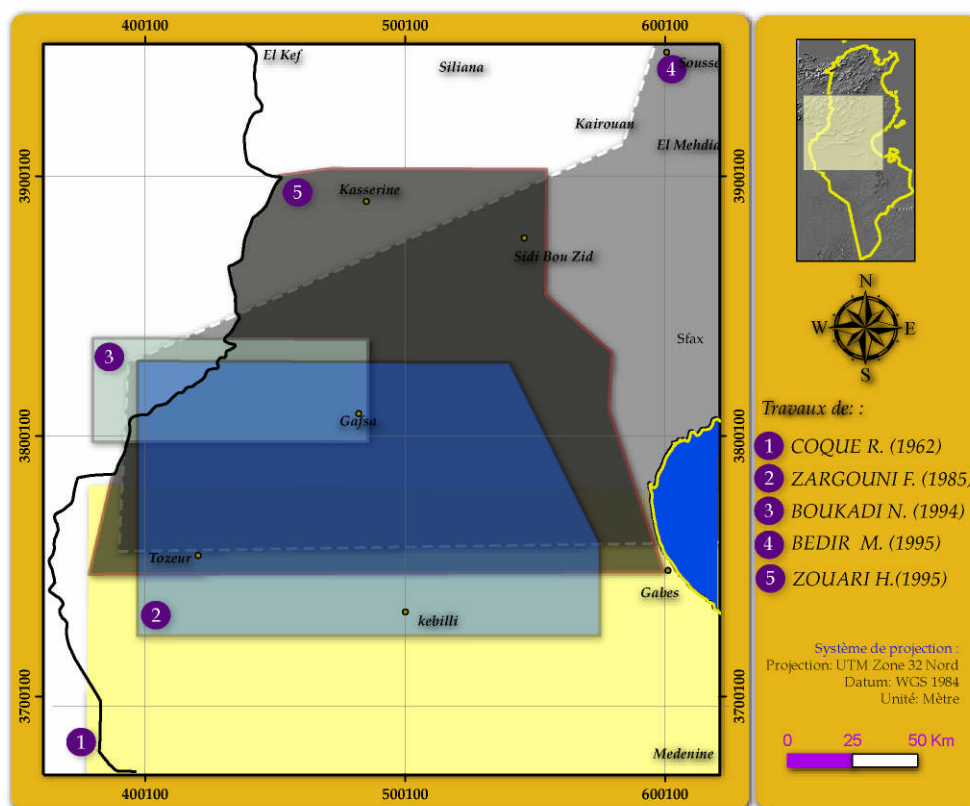 400100
500100
600100
El Kef
Siliana
4
Sousse
Kairouan
El Mehdia
3900100
3900100
5
Kasserine
Sidi Bou Zid
3
Sfax
Gafsa
3800100
3800100
Tozeur
2
kebilli
Gabes
3700100
3700100
1
Medenine
400100
500100
600100
N
W
E
S
Travaux de: :
1 COQUE R. (1962)
2 ZARGOUNI F. (1985)
3 BOUKADI N. (1994)
4 BEDIR M. (1995)
5 ZOUARI H.(1995)
Système de projection :
Projection: UTM Zone 32 Nord
Datum: WGS 1984
Unité: Mètre
0 25 50 Km